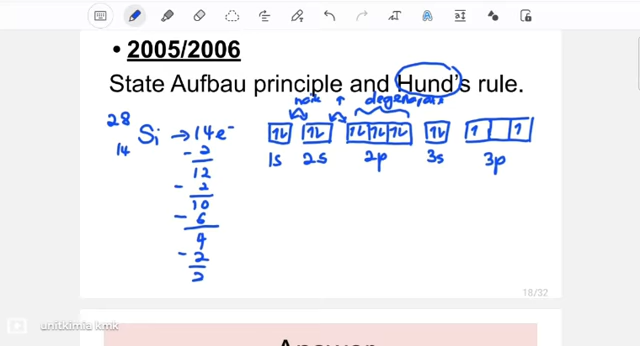 • 2005/2006
State Aufbau principle and Hund's rule.
28
14 Si → 14e⁻
- 2
12
- 2
10
- 6
4
- 2
2
degenerate
1s 2s 2p 3s 3p
18/32
unitkimia kmk
Answer